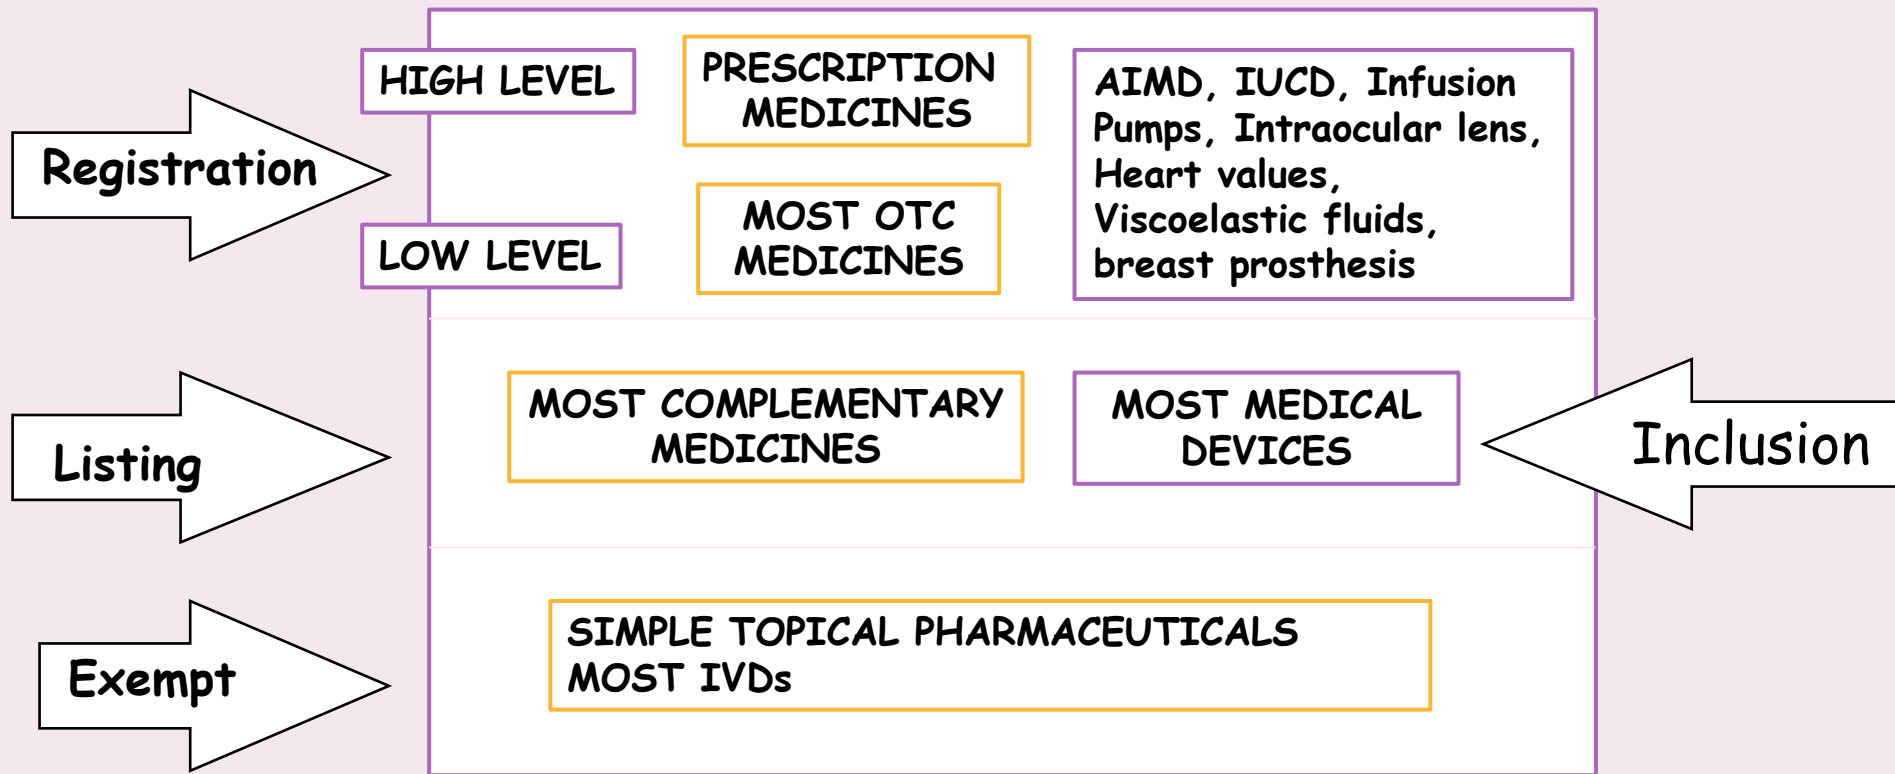 Registration
HIGH LEVEL
LOW LEVEL
PRESCRIPTION
MEDICINES
MOST OTC
MEDICINES
AIMD, IUCD, Infusion
Pumps, Intraocular lens,
Heart values,
Viscoelastic fluids,
breast prosthesis
Listing
MOST COMPLEMENTARY
MEDICINES
MOST MEDICAL
DEVICES
Inclusion
Exempt
SIMPLE TOPICAL PHARMACEUTICALS
MOST IVDs